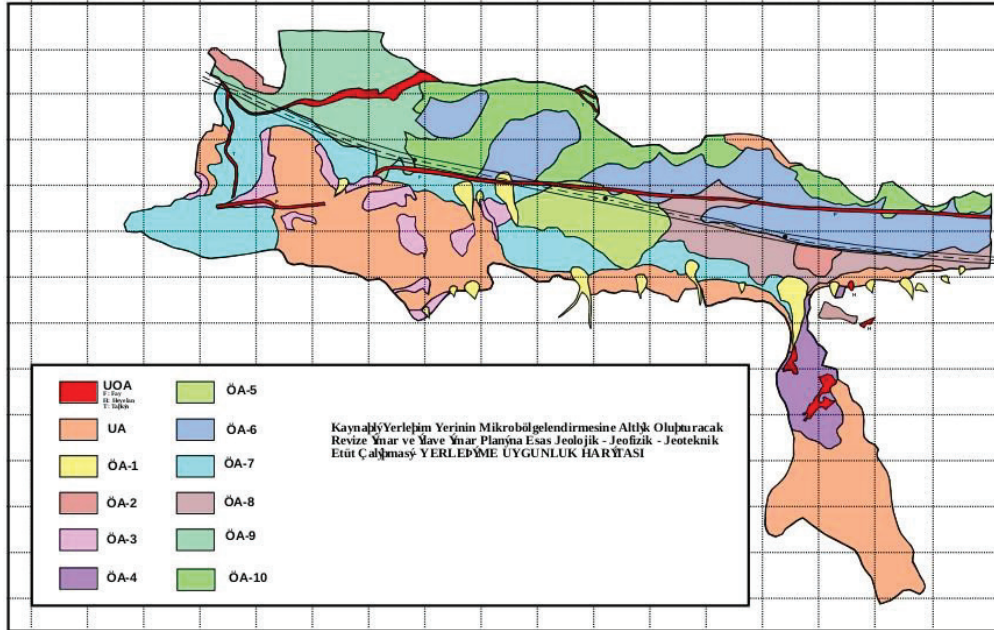 UOA
F: Fay
H: Heyelan
UA
ÖA-1
ÖA-2
ÖA-3
ÖA-4
ÖA-5
ÖA-6
ÖA-7
ÖA-8
ÖA-9
ÖA-10
KaynaþlýYerleþim Yerinin Mikrobölgelendirmesine Altlýk Oluþturacak
Revize Ýmar ve Ýlave Ýmar Planýna Esas Jeolojik - Jeofizik - Jeoteknik
Etüt Çalýþmasý- YERLEÞÝME UYGUNLUK HARÝTASI
F
F
F
F
H
H